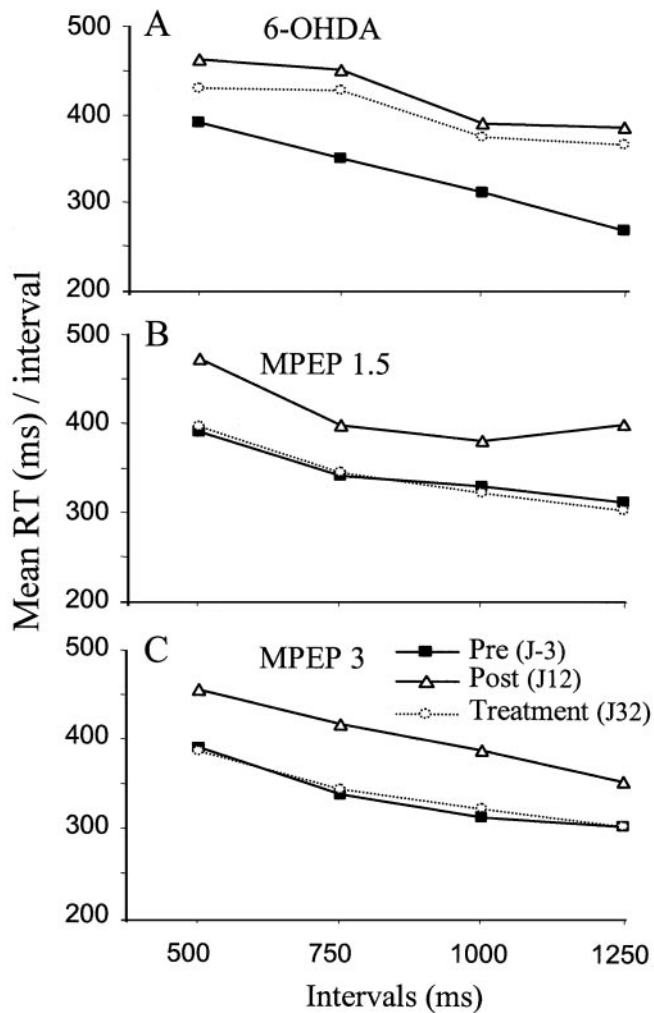 A 6-OHDA
500
400
300
200
B MPEP 1.5
500
400
300
200
C MPEP 3
Pre (J-3)
Post (J12)
Treatment (J32)
500
400
300
200
500 750 1000 1250
Intervals (ms)
Mean RT (ms) / interval